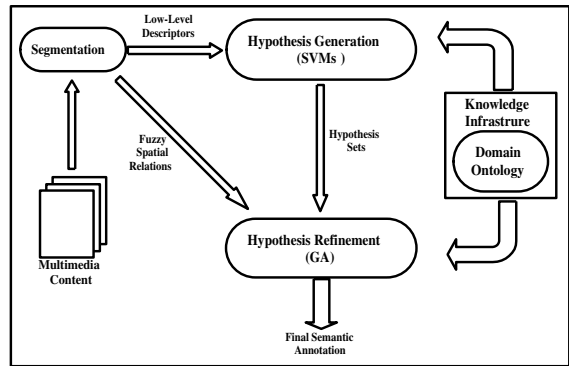 Low-Level
Descriptors
Segmentation
Hypothesis Generation
(SVMs )
Knowledge
Infrastrure
Domain
Ontology
Fuzzy
Spatial
Relations
Hypothesis
Sets
Multimedia
Content
Hypothesis Refinement
(GA)
Final Semantic
Annotation